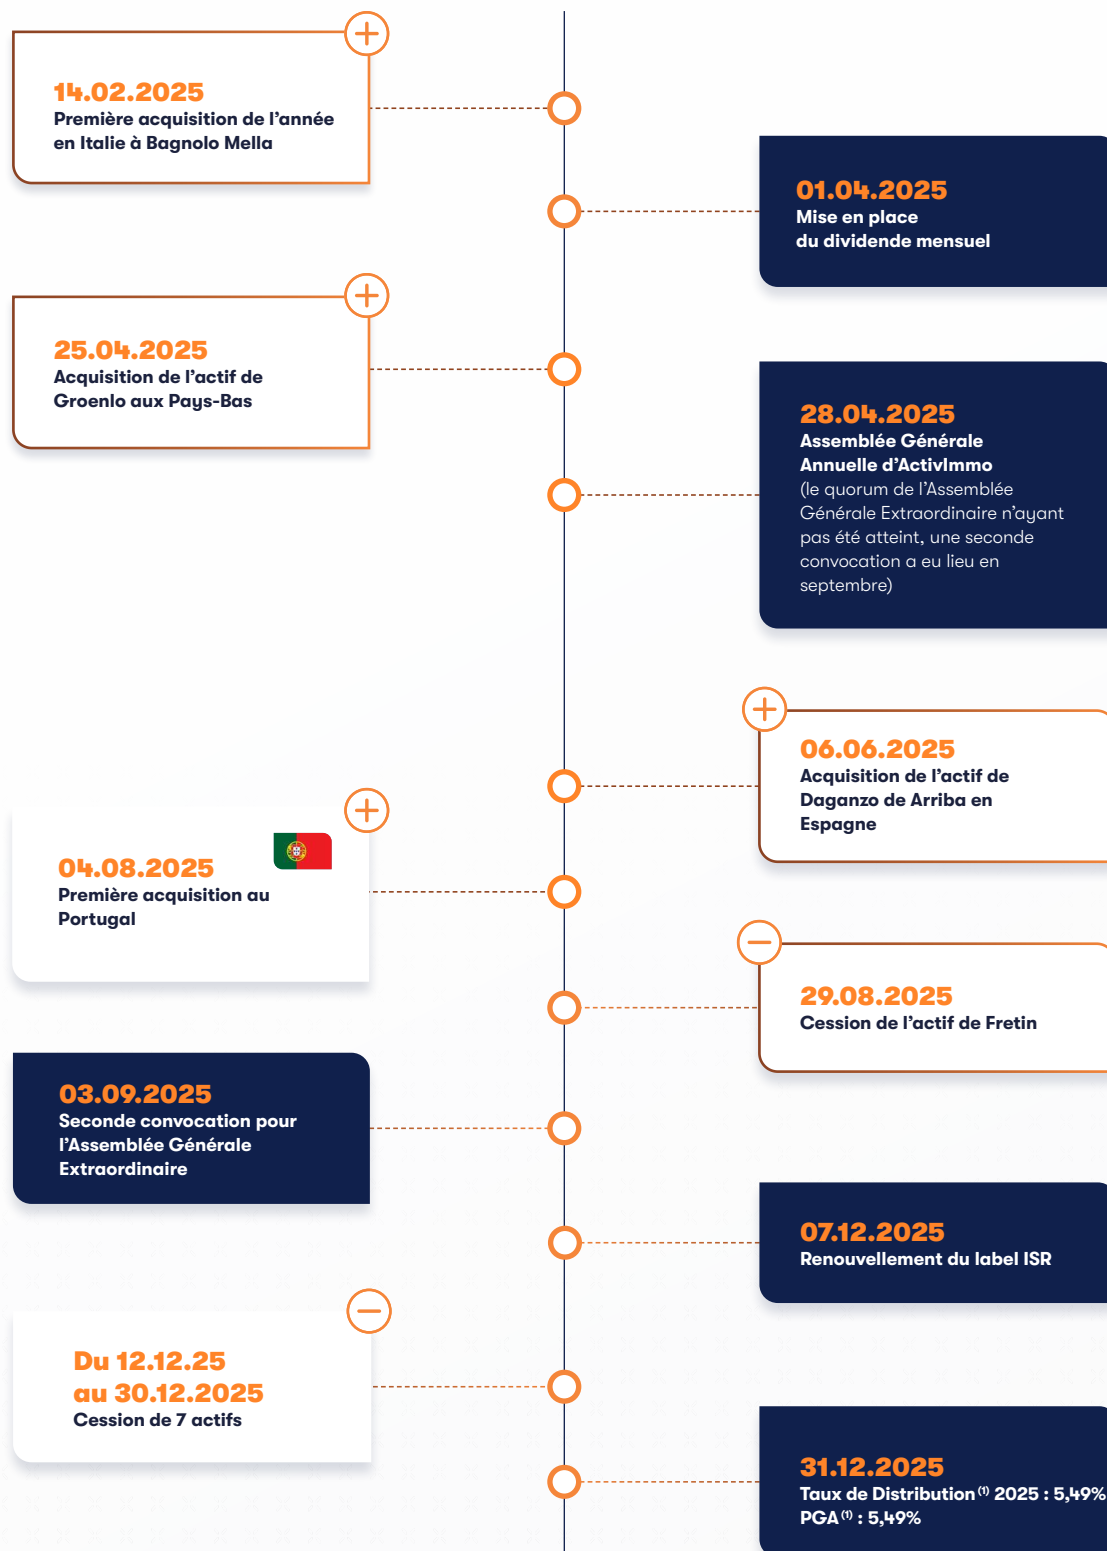 14.02.2025
Première acquisition de l'année
en Italie à Bagnolo Mella
01.04.2025
Mise en place
du dividende mensuel
25.04.2025
Acquisition de l'actif de
Groenlo aux Pays-Bas
28.04.2025
Assemblée Générale
Annuelle d'ActivImmo
(le quorum de l'Assemblée
Générale Extraordinaire n'ayant
pas été atteint, une seconde
convocation a eu lieu en
septembre)
06.06.2025
Acquisition de l'actif de
Daganzo de Arriba en
Espagne
04.08.2025
Première acquisition au
Portugal
29.08.2025
Cession de l'actif de Fretin
03.09.2025
Seconde convocation pour
l'Assemblée Générale
Extraordinaire
07.12.2025
Renouvellement du label ISR
Du 12.12.25
au 30.12.2025
Cession de 7 actifs
31.12.2025
Taux de Distribution⁽¹⁾ 2025 : 5,49%
PGA⁽¹⁾ : 5,49%